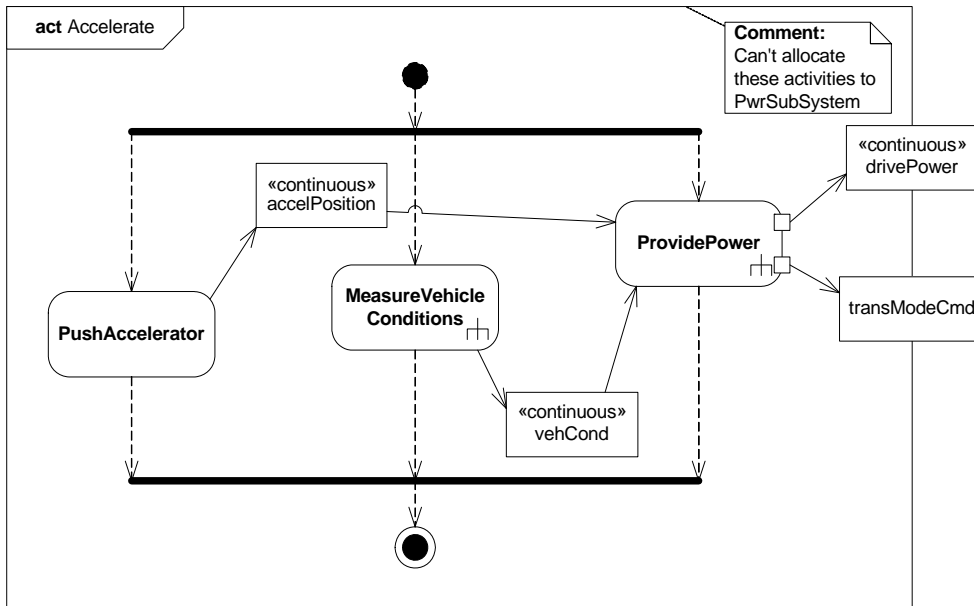 act Accelerate
Comment:
Can't allocate
these activities to
PwrSubSystem
«continuous»
drivePower
«continuous»
accelPosition
ProvidePower
MeasureVehicle
Conditions
transModeCmd
PushAccelerator
«continuous»
vehCond